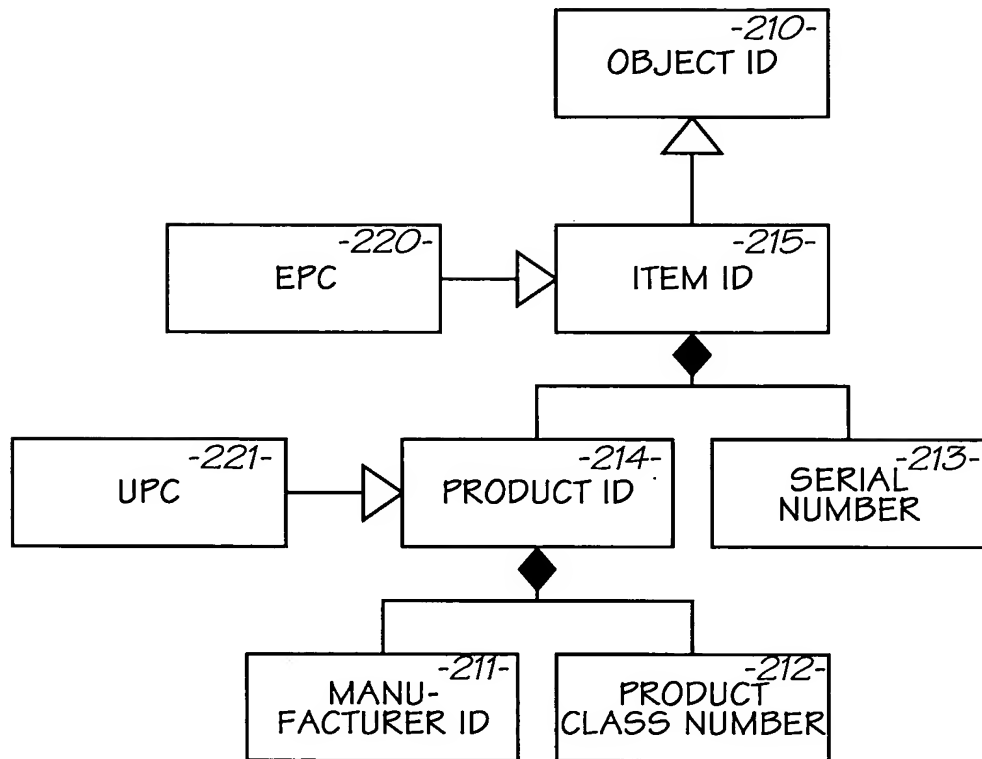 -210-
OBJECT ID
-220-
EPC
-215-
ITEM ID
-221-
UPC
-214-
PRODUCT ID
-213-
SERIAL
NUMBER
-211-
MANU-
FACTURER ID
-212-
PRODUCT
CLASS NUMBER